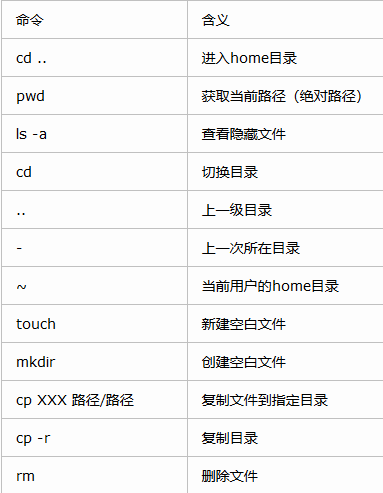 命令 含义
cd .. 进入home目录
pwd 获取当前路径（绝对路径）
ls -a 查看隐藏文件
cd 切换目录
.. 上一级目录
- 上一次所在目录
~ 当前用户的home目录
touch 新建空白文件
mkdir 创建空白文件
cp XXX 路径/路径 复制文件到指定目录
cp -r 复制目录
rm 删除文件